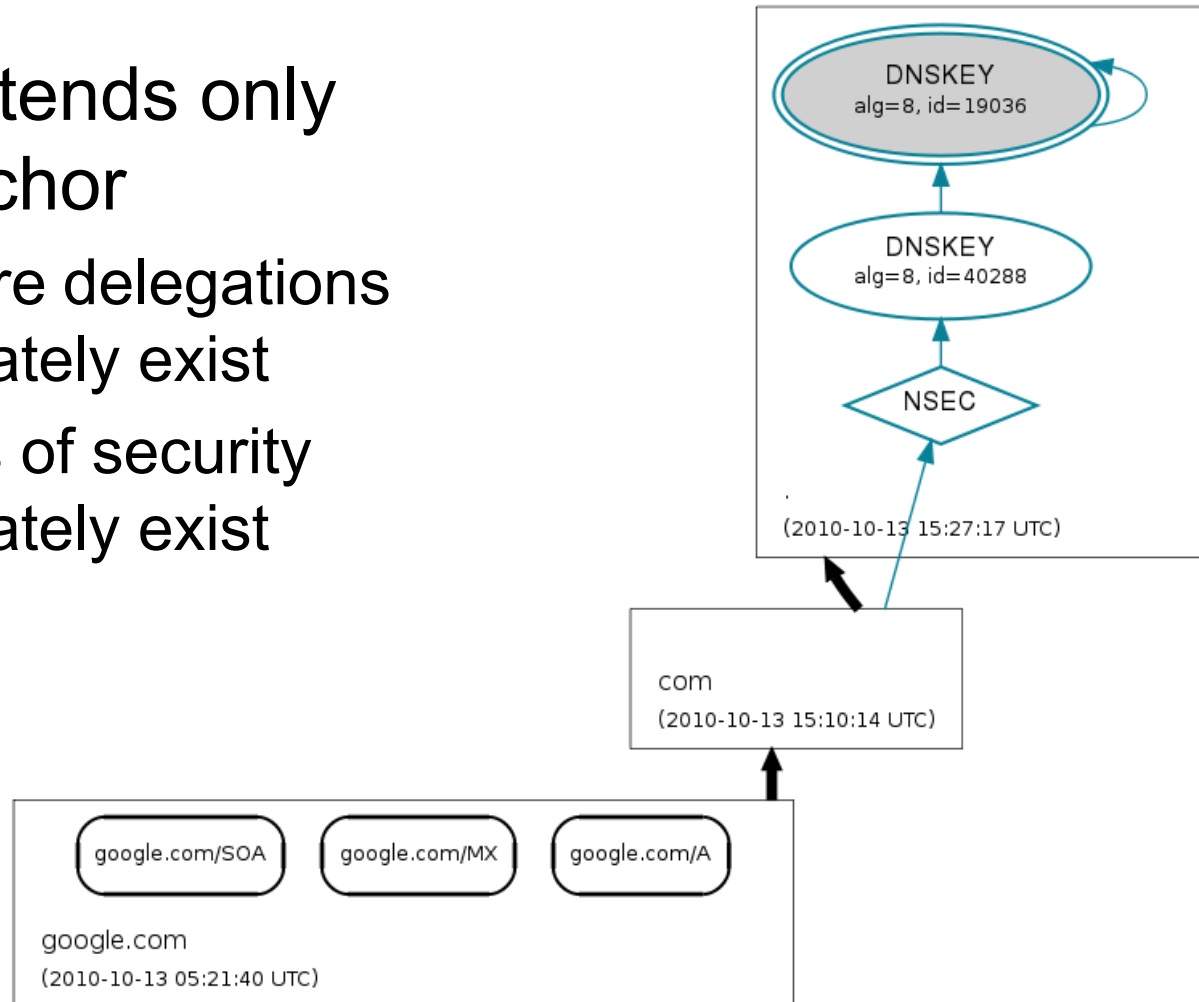 tends only
chor
re delegations
ately exist
of security
ately exist
DNSKEY
alg=8, id=19036
DNSKEY
alg=8, id=40288
NSEC
.
(2010-10-13 15:27:17 UTC)
com
(2010-10-13 15:10:14 UTC)
google.com/SOA
google.com/MX
google.com/A
google.com
(2010-10-13 05:21:40 UTC)